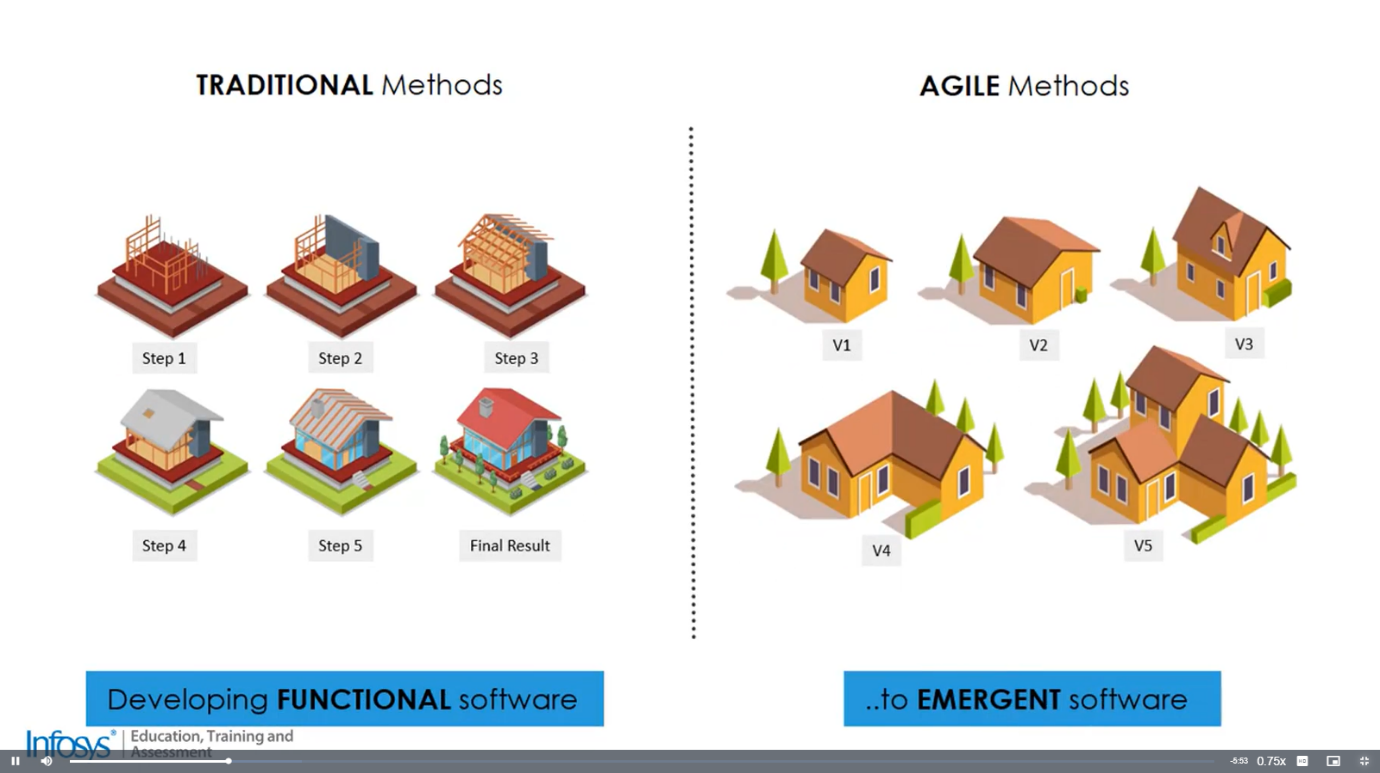 TRADITIONAL Methods
AGILE Methods
Step 1
Step 2
Step 3
Step 4
Step 5
Final Result
V1
V2
V3
V4
V5
Developing FUNCTIONAL software
..to EMERGENT software
Infosys® | Education, Training and
Assessment
-5:53
0.75x
HD